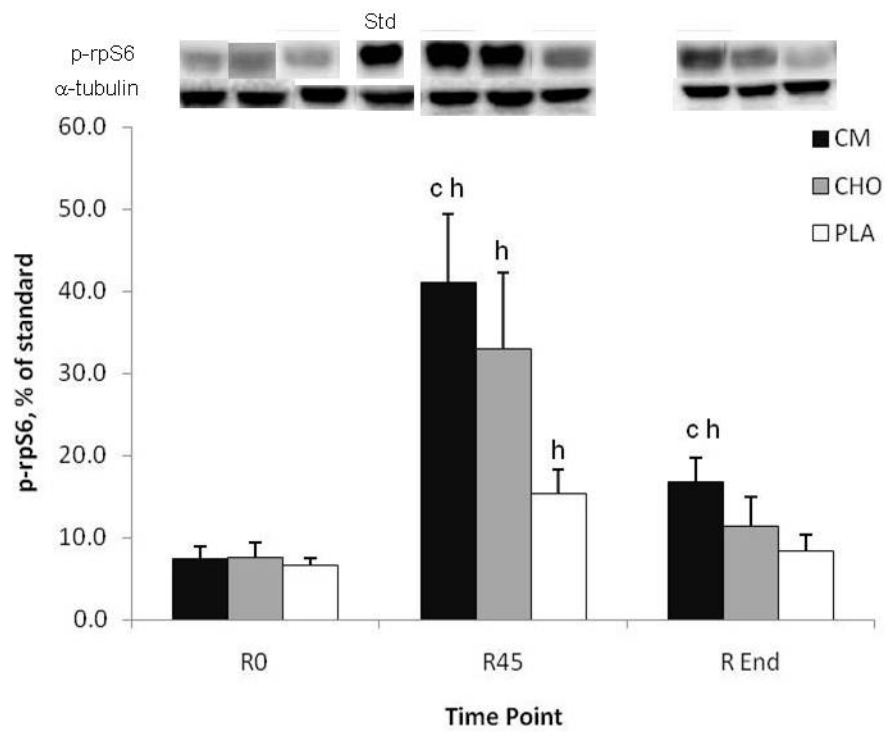 Std
p-rpS6
α-tubulin
60.0
50.0
40.0
30.0
20.0
10.0
0.0
p-rpS6, % of standard
CM
CHO
PLA
c h
h
h
c h
R0
R45
R End
Time Point